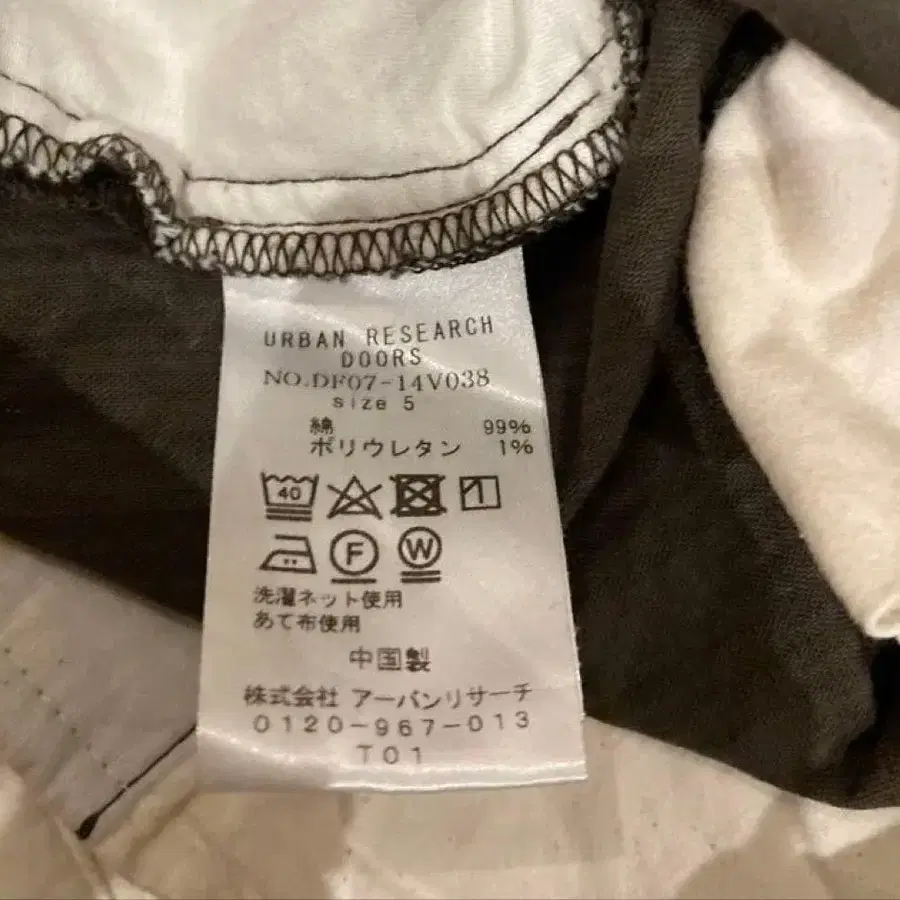 URBAN RESEARCH
DOORS
NO.DF07-14V038
size 5
綿 99%
ポリウレタン 1%
40
1
F W
洗濯ネット使用
あて布使用
中国製
株式会社 アーバンリサーチ
0120-967-013
T01